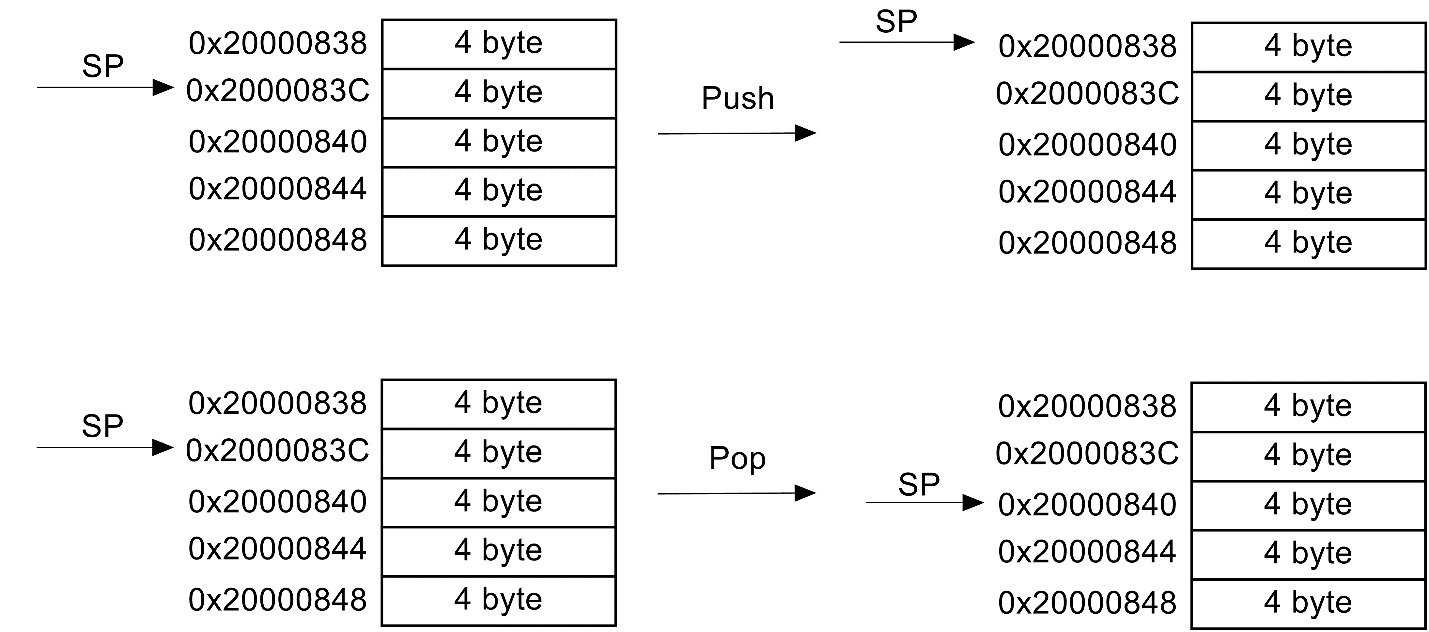 SP
0x20000838 4 byte
SP 0x2000083C 4 byte
0x20000840 4 byte
0x20000844 4 byte
0x20000848 4 byte
Push
0x20000838 4 byte
0x2000083C 4 byte
0x20000840 4 byte
0x20000844 4 byte
0x20000848 4 byte
0x20000838 4 byte
SP 0x2000083C 4 byte
0x20000840 4 byte
0x20000844 4 byte
0x20000848 4 byte
Pop
0x20000838 4 byte
0x2000083C 4 byte
SP 0x20000840 4 byte
0x20000844 4 byte
0x20000848 4 byte